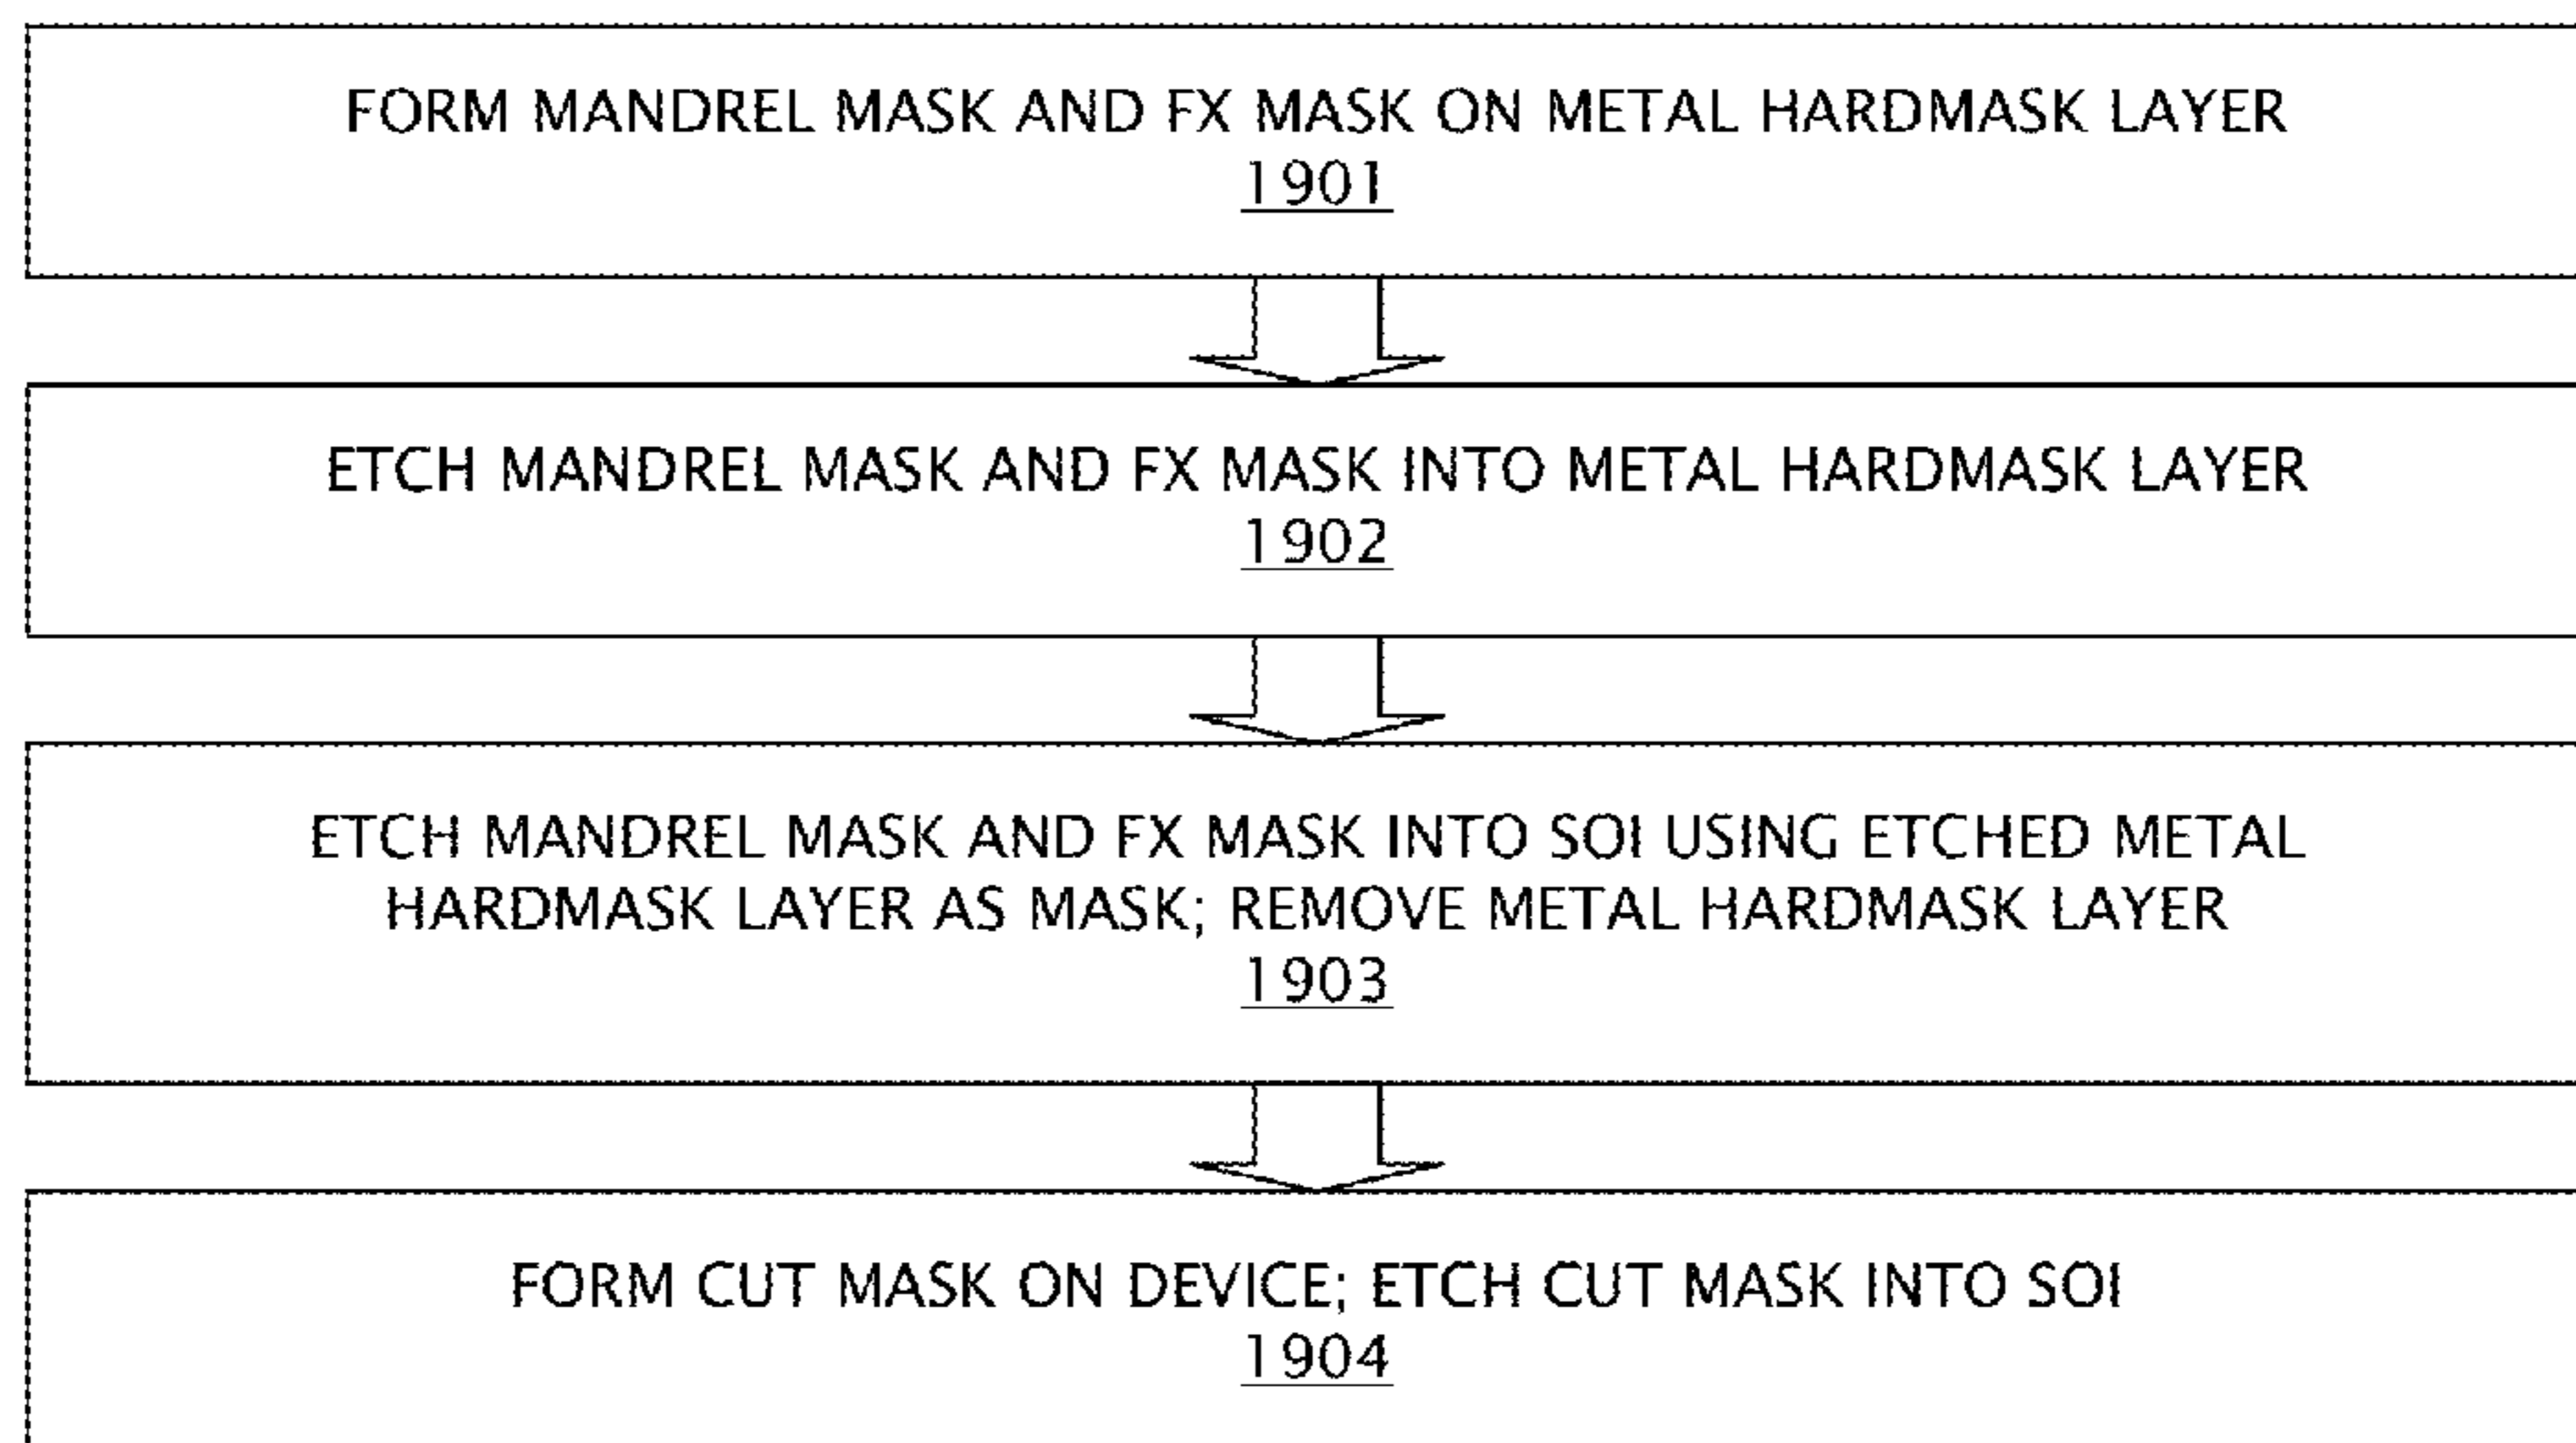 FORM MANDREL MASK AND FX MASK ON METAL HARDMASK LAYER
1901
ETCH MANDREL MASK AND FX MASK INTO METAL HARDMASK LAYER
1902
ETCH MANDREL MASK AND FX MASK INTO SOI USING ETCHED METAL
HARDMASK LAYER AS MASK; REMOVE METAL HARDMASK LAYER
1903
FORM CUT MASK ON DEVICE; ETCH CUT MASK INTO SOI
1904